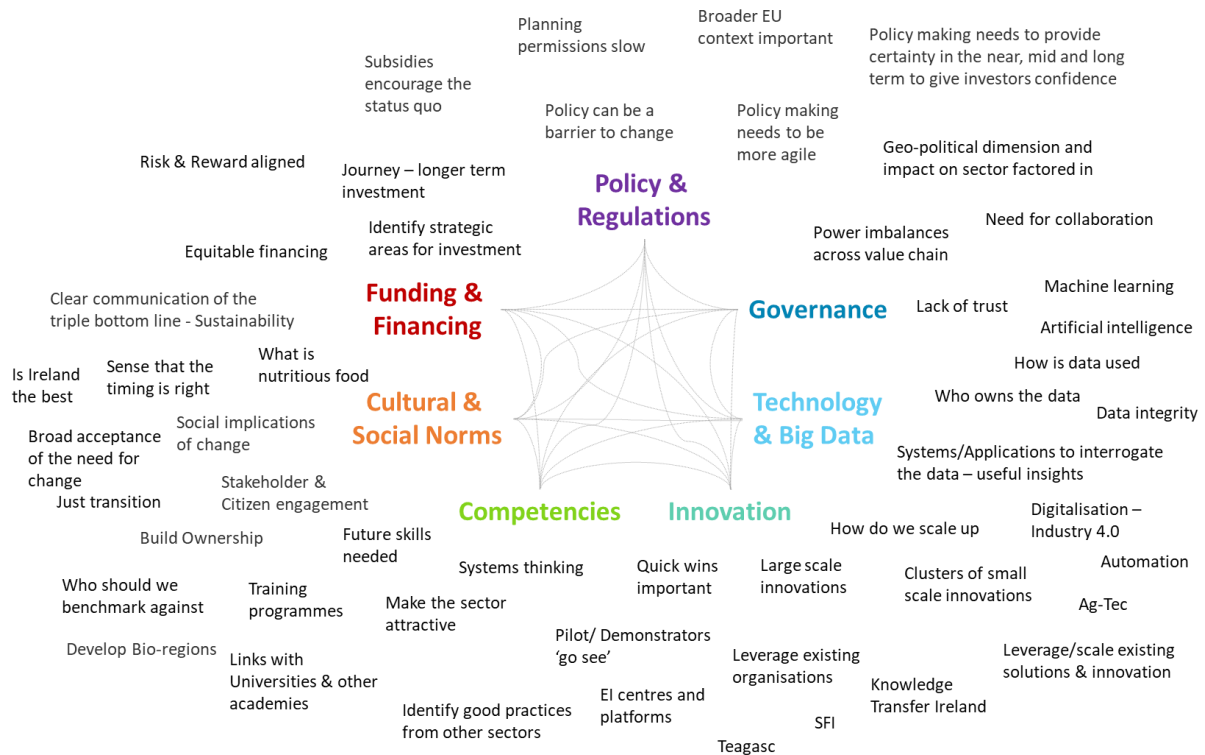 Planning
permissions slow
Broader EU
context important
Policy making needs to provide
certainty in the near, mid and long
term to give investors confidence
Subsidies
encourage the
status quo
Policy can be a
barrier to change
Policy making
needs to be
more agile
Geo-political dimension and
impact on sector factored in
Risk & Reward aligned
Journey – longer term
investment
Policy &
Regulations
Need for collaboration
Identify strategic
areas for investment
Power imbalances
across value chain
Equitable financing
Funding &
Financing
Governance
Machine learning
Clear communication of the
triple bottom line - Sustainability
Lack of trust
Artificial intelligence
What is
nutritious food
Sense that the
timing is right
Is Ireland
the best
How is data used
Who owns the data
Data integrity
Cultural &
Social Norms
Technology
& Big Data
Social implications
of change
Broad acceptance
of the need for
change
Systems/Applications to interrogate
the data – useful insights
Just transition
Stakeholder &
Citizen engagement
Competencies
Innovation
Digitalisation –
Industry 4.0
Build Ownership
Future skills
needed
How do we scale up
Automation
Systems thinking
Quick wins
important
Large scale
innovations
Clusters of small
scale innovations
Who should we
benchmark against
Training
programmes
Make the sector
attractive
Ag-Tec
Develop Bio-regions
Links with
Universities & other
academies
Pilot/ Demonstrators
‘go see’
Leverage existing
organisations
Leverage/scale existing
solutions & innovation
Identify good practices
from other sectors
EI centres and
platforms
Knowledge
Transfer Ireland
SFI
Teagasc